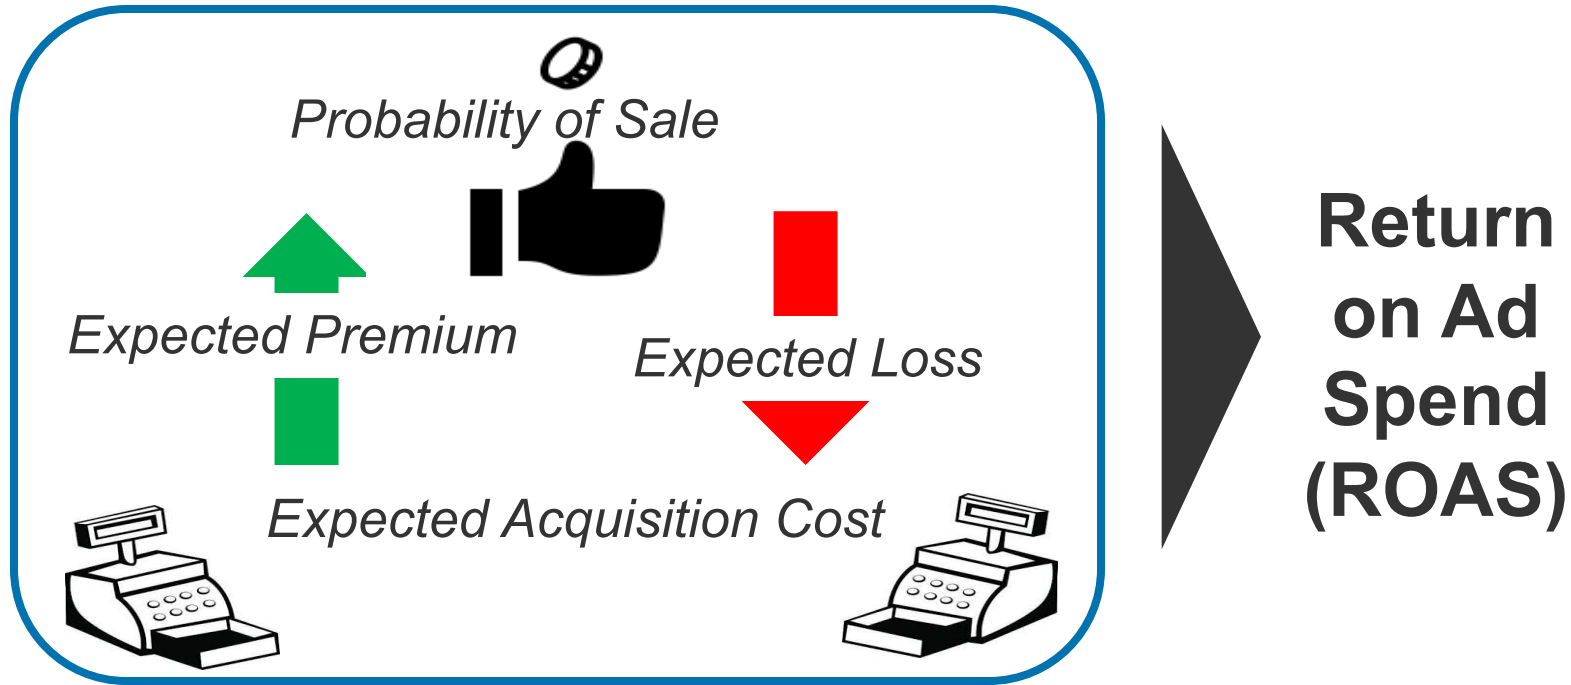 Probability of Sale
Expected Premium
Expected Loss
Expected Acquisition Cost
Return
on Ad
Spend
(ROAS)